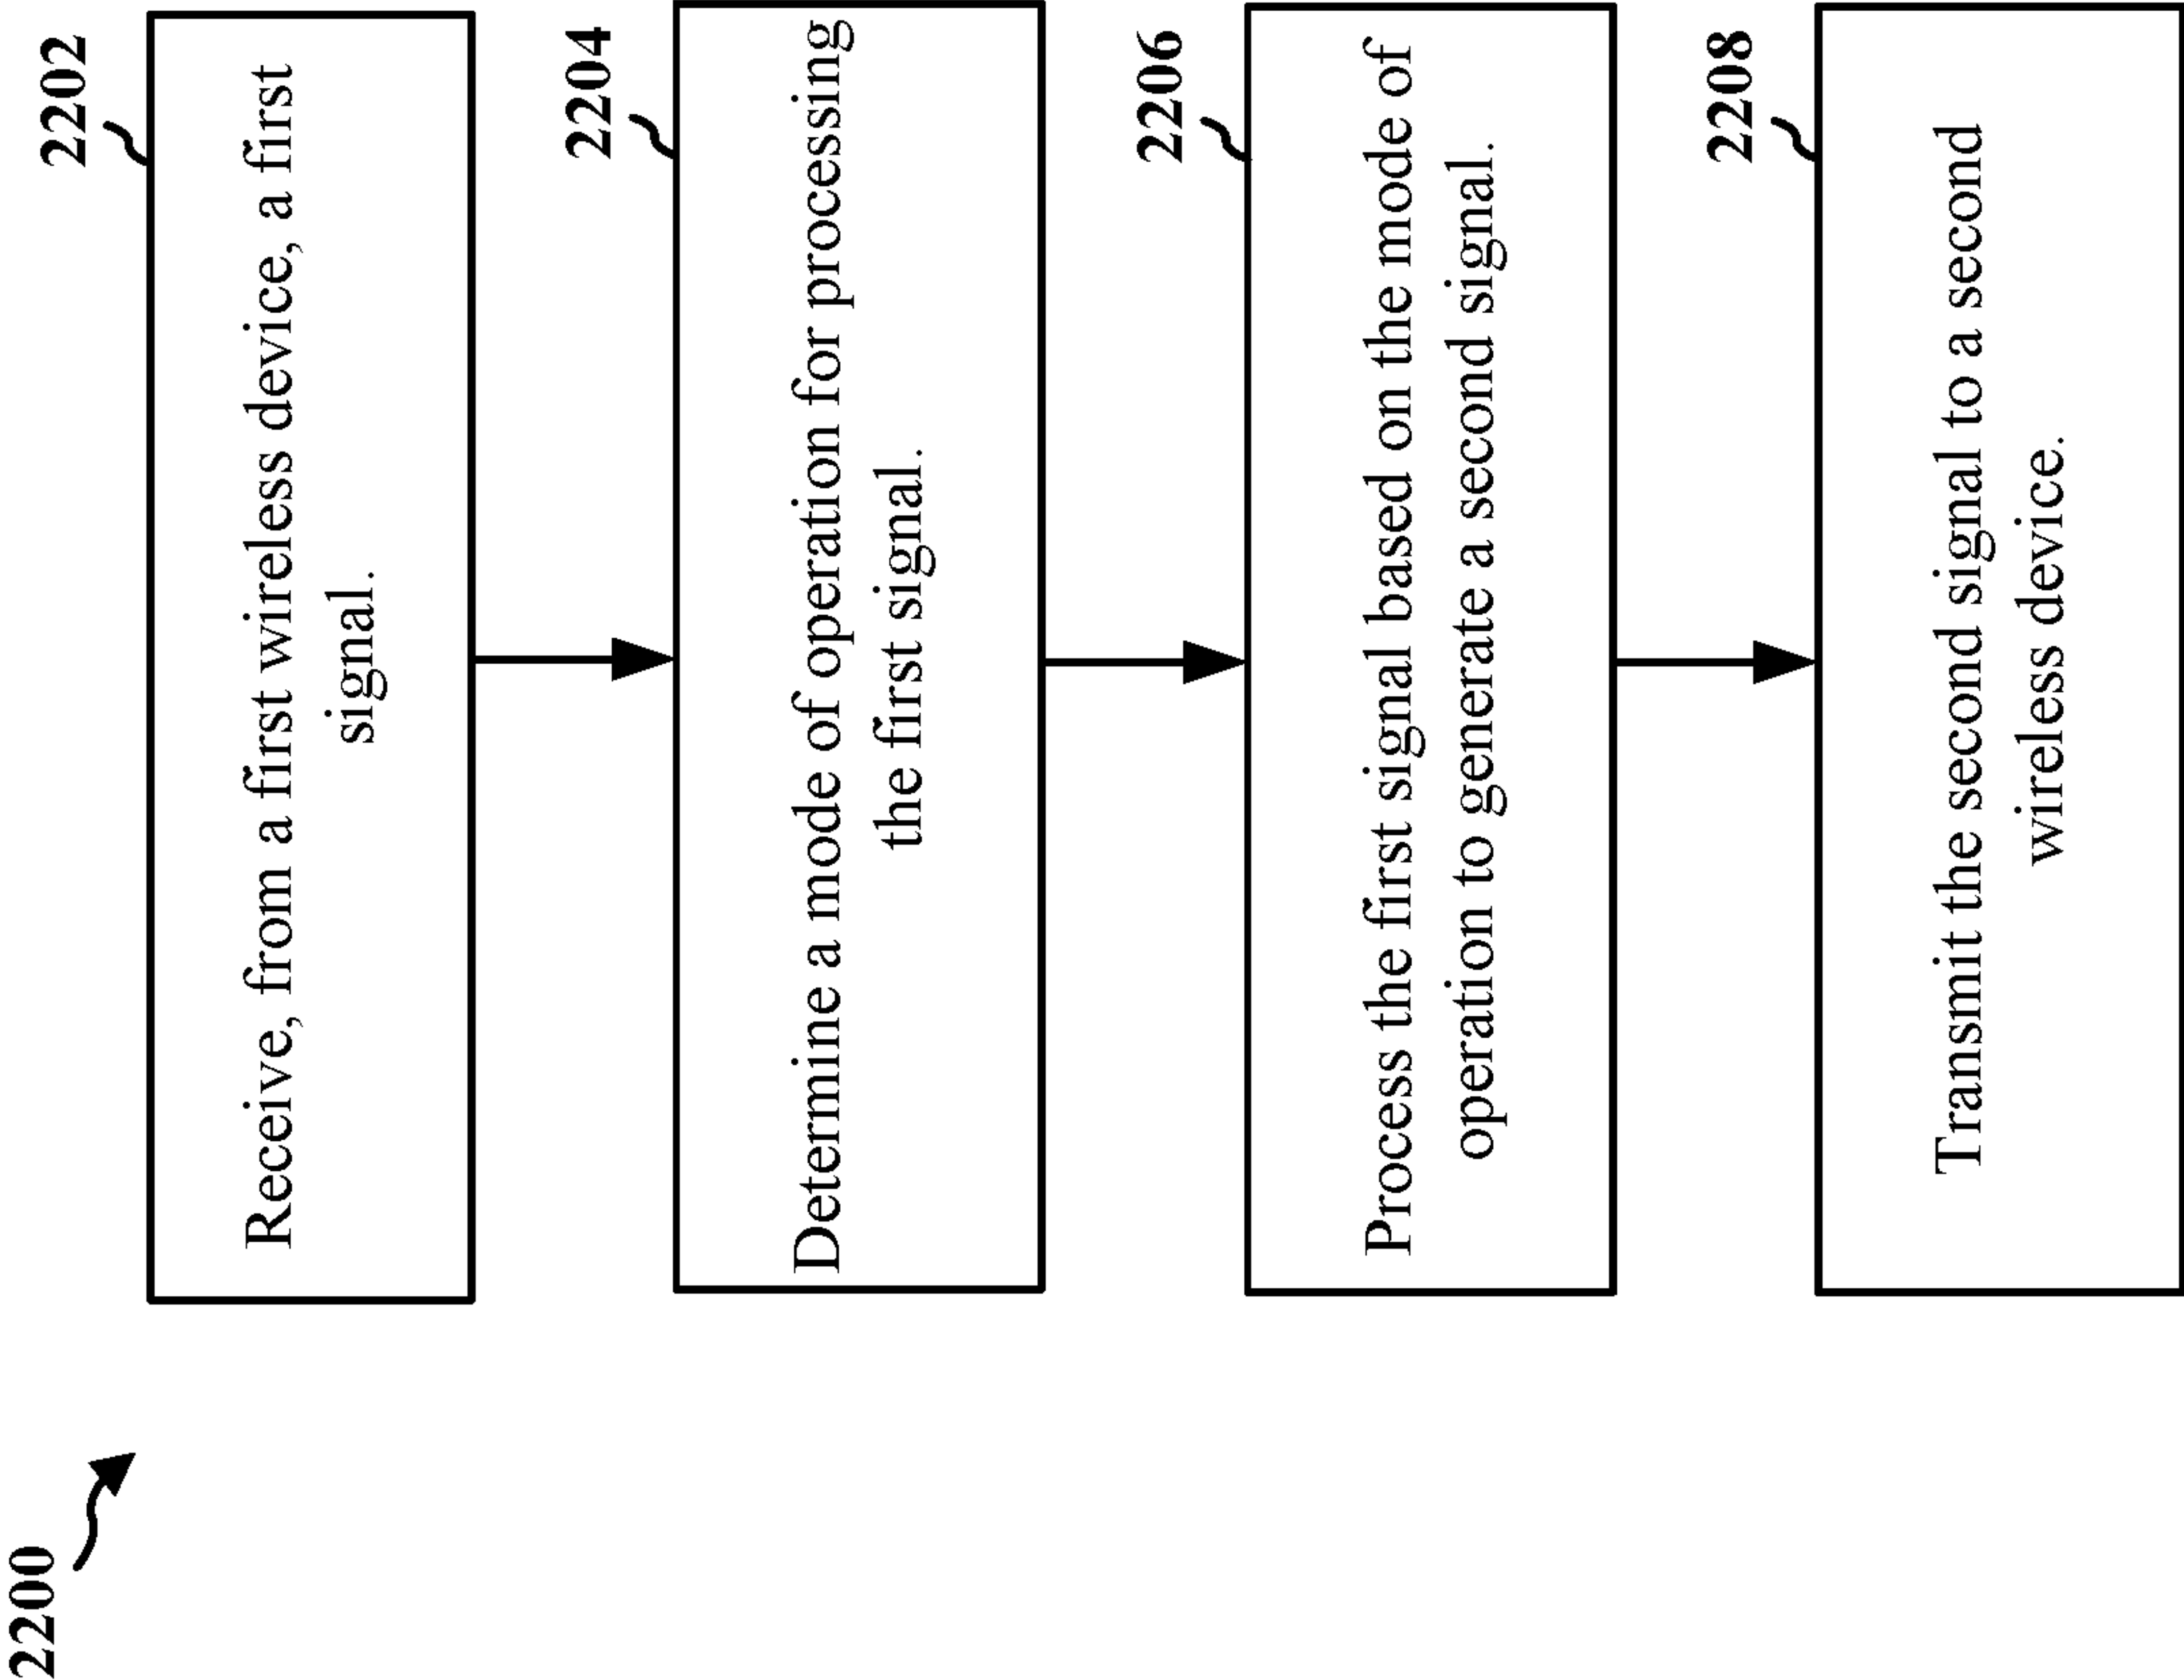 2200
2202
Receive, from a first wireless device, a first
signal.
2204
Determine a mode of operation for processing
the first signal.
2206
Process the first signal based on the mode of
operation to generate a second signal.
2208
Transmit the second signal to a second
wireless device.